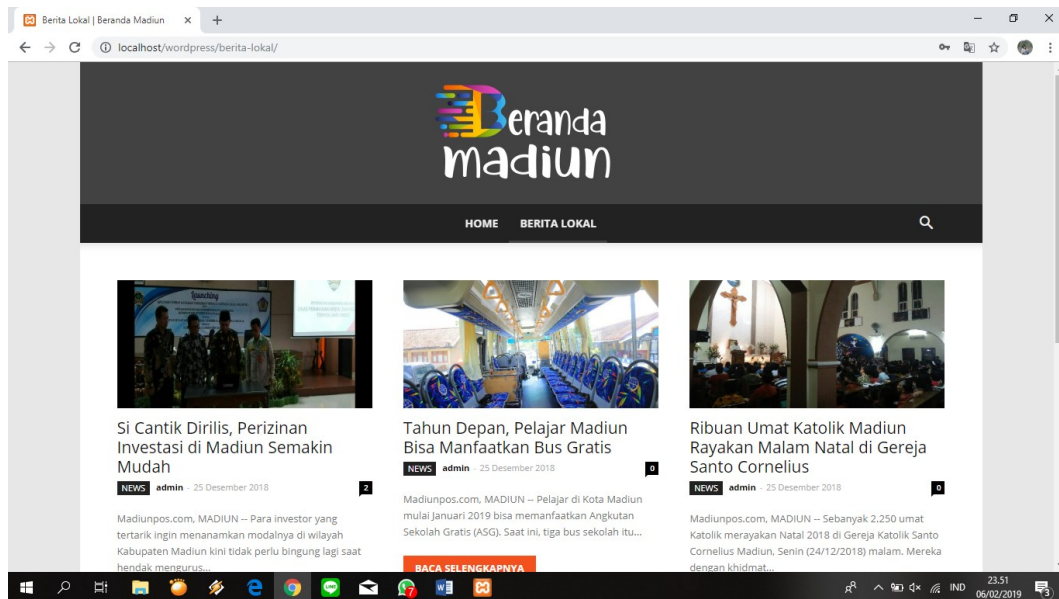 Berita Lokal | Beranda Madiun
localhost/wordpress/berita-lokal/
Beranda
madiun
HOME BERITA LOKAL
Launching
Si Cantik Dirilis, Perizinan
Investasi di Madiun Semakin
Mudah
NEWS admin - 25 Desember 2018 2
Madiunpos.com, MADIUN -- Para investor yang
tertarik ingin menanamkan modalnya di wilayah
Kabupaten Madiun kini tidak perlu bingung lagi saat
hendak mengurus...
Tahun Depan, Pelajar Madiun
Bisa Manfaatkan Bus Gratis
NEWS admin - 25 Desember 2018 0
Madiunpos.com, MADIUN -- Pelajar di Kota Madiun
mulai Januari 2019 bisa memanfaatkan Angkutan
Sekolah Gratis (ASG). Saat ini, tiga bus sekolah itu...
BACA SELENGKAPNYA
Ribuan Umat Katolik Madiun
Rayakan Malam Natal di Gereja
Santo Cornelius
NEWS admin - 25 Desember 2018 0
Madiunpos.com, MADIUN -- Sebanyak 2.250 umat
Katolik merayakan Natal 2018 di Gereja Katolik Santo
Cornelius Madiun, Senin (24/12/2018) malam. Mereka
dengan khidmat...
IND
23.51
06/02/2019